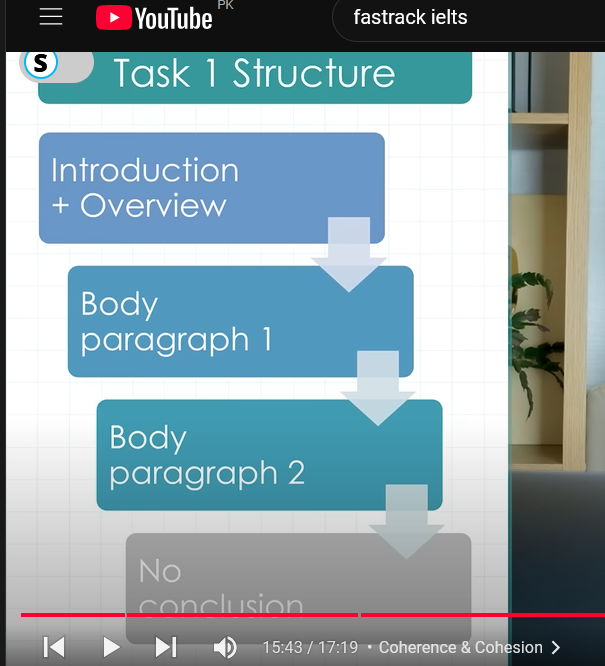 YouTube PK
fastrack ielts
S
Task 1 Structure
Introduction
+ Overview
Body
paragraph 1
Body
paragraph 2
No
conclusion
15:43 / 17:19 • Coherence & Cohesion